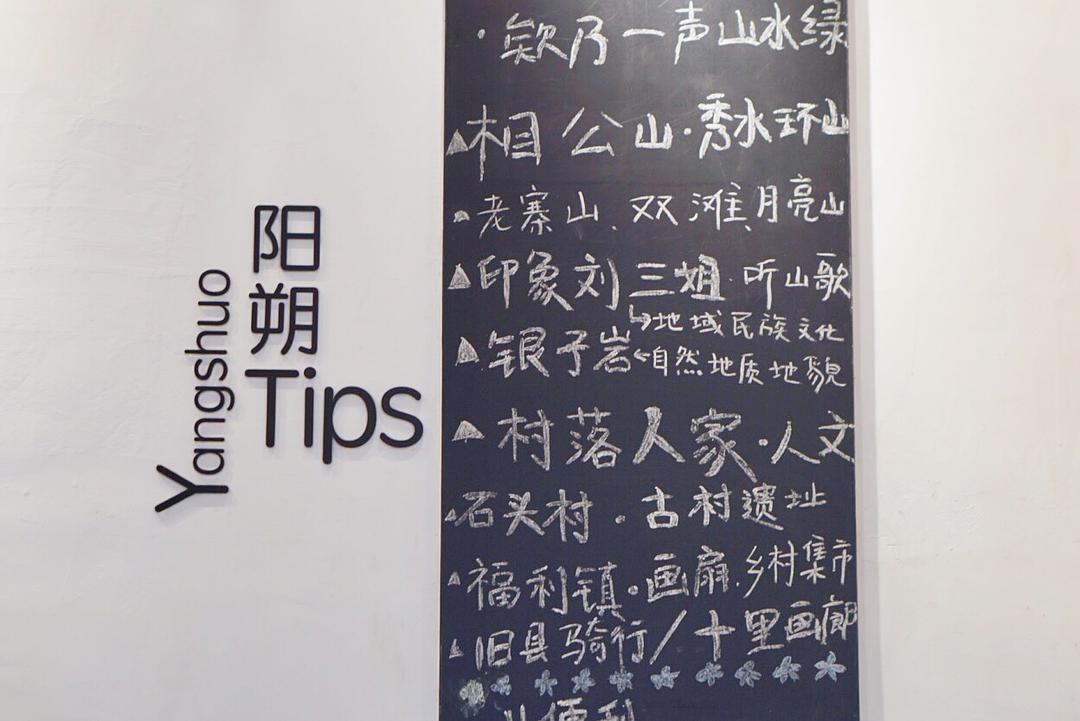 阳朔
Tips
Yangshuo
·欸乃一声山水绿
▲相公山·秀水环山
·老寨山、双滩、月亮山
▲印象刘三姐·听山歌
↳地域民族文化
▲银子岩←自然地质地貌
▲村落人家·人文
▲石头村·古村遗址
▲福利镇·画扇、乡村集市
▲旧县骑行/十里画廊
便利